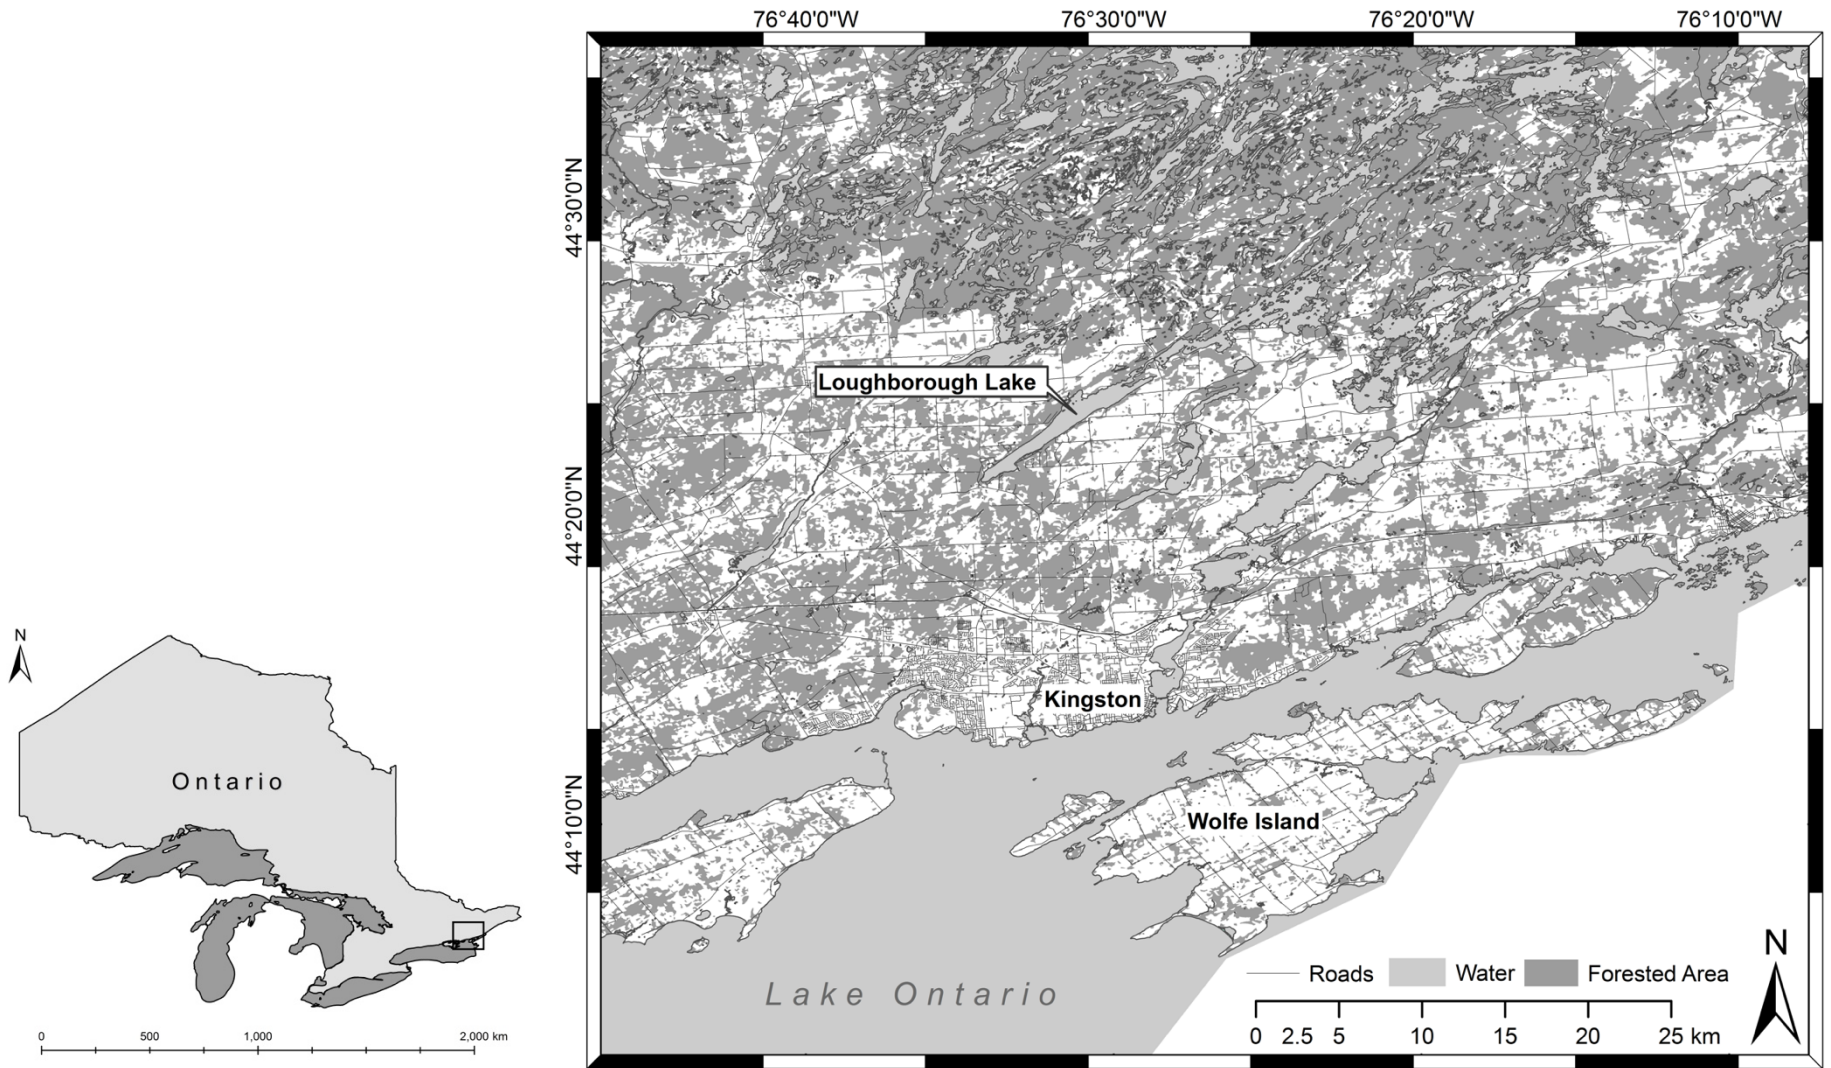 76°40'0"W 76°30'0"W 76°20'0"W 76°10'0"W
44°30'0"N
Loughborough Lake
44°20'0"N
N
Kingston
Ontario
44°10'0"N
Wolfe Island
N
Roads Water Forested Area
Lake Ontario
0 2.5 5 10 15 20 25 km
0 500 1,000 2,000 km